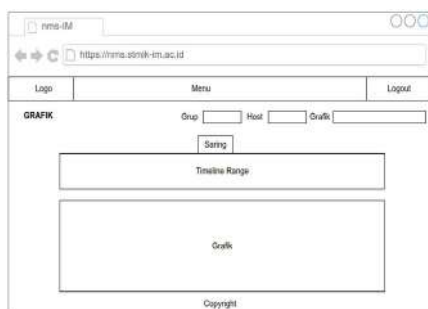 nms-IM
https://nms.stmik-im.ac.id
Logo Menu Logout
GRAFIK Grup Host Grafik
Saring
Timeline Range
Grafik
Copyright